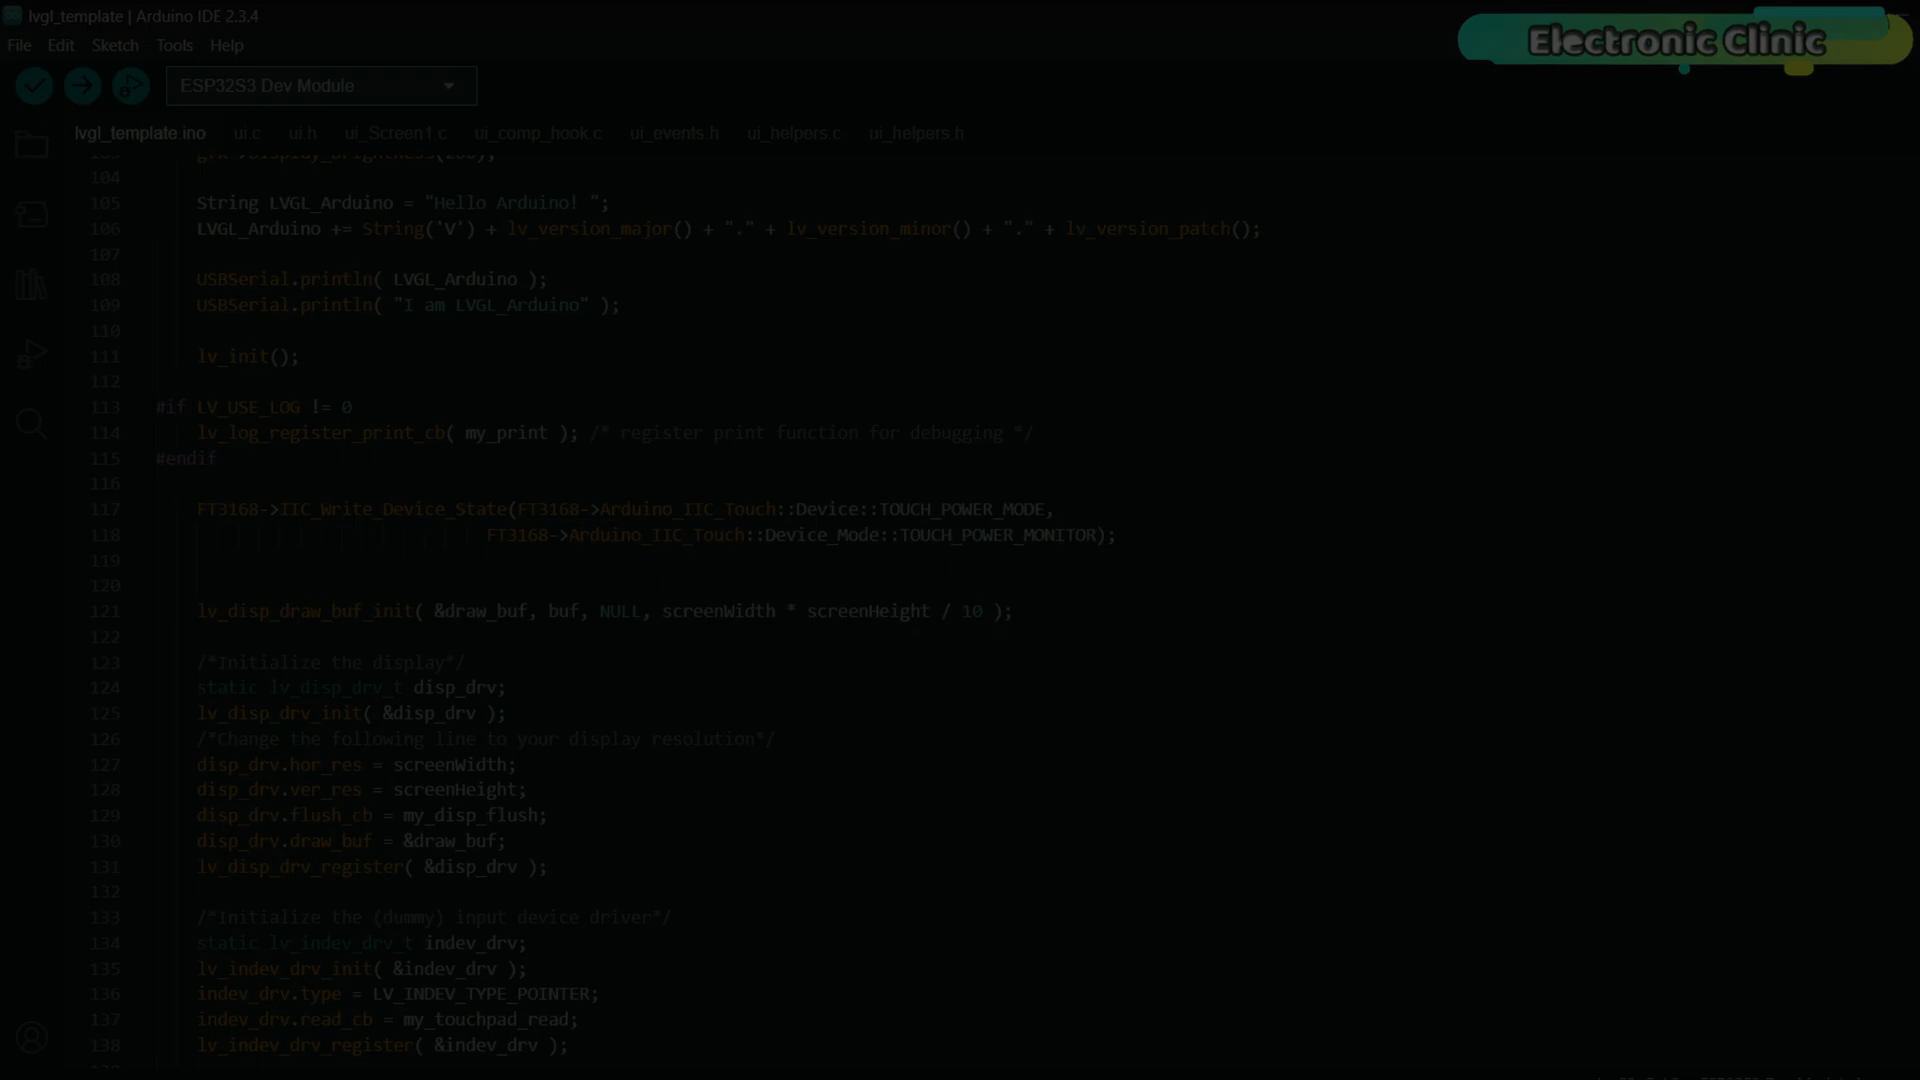 lvgl_template | Arduino IDE 2.3.4
Electronic Clinic
File Edit Sketch Tools Help
ESP32S3 Dev Module
lvgl_template.ino ui.c ui.h ui_Screen1.c ui_comp_hook.c ui_events.h ui_helpers.c ui_helpers.h
104
105 String LVGL_Arduino = "Hello Arduino! ";
106 LVGL_Arduino += String('V') + lv_version_major() + "." + lv_version_minor() + "." + lv_version_patch();
107
108 USBSerial.println( LVGL_Arduino );
109 USBSerial.println( "I am LVGL_Arduino" );
110
111 lv_init();
112
113 #if LV_USE_LOG != 0
114 lv_log_register_print_cb( my_print ); /* register print function for debugging */
115 #endif
116
117 FT3168->IIC_Write_Device_State(FT3168->Arduino_IIC_Touch::Device::TOUCH_POWER_MODE,
118 FT3168->Arduino_IIC_Touch::Device_Mode::TOUCH_POWER_MONITOR);
119
120
121 lv_disp_draw_buf_init( &draw_buf, buf, NULL, screenWidth * screenHeight / 10 );
122
123 /*Initialize the display*/
124 static lv_disp_drv_t disp_drv;
125 lv_disp_drv_init( &disp_drv );
126 /*Change the following line to your display resolution*/
127 disp_drv.hor_res = screenWidth;
128 disp_drv.ver_res = screenHeight;
129 disp_drv.flush_cb = my_disp_flush;
130 disp_drv.draw_buf = &draw_buf;
131 lv_disp_drv_register( &disp_drv );
132
133 /*Initialize the (dummy) input device driver*/
134 static lv_indev_drv_t indev_drv;
135 lv_indev_drv_init( &indev_drv );
136 indev_drv.type = LV_INDEV_TYPE_POINTER;
137 indev_drv.read_cb = my_touchpad_read;
138 lv_indev_drv_register( &indev_drv );